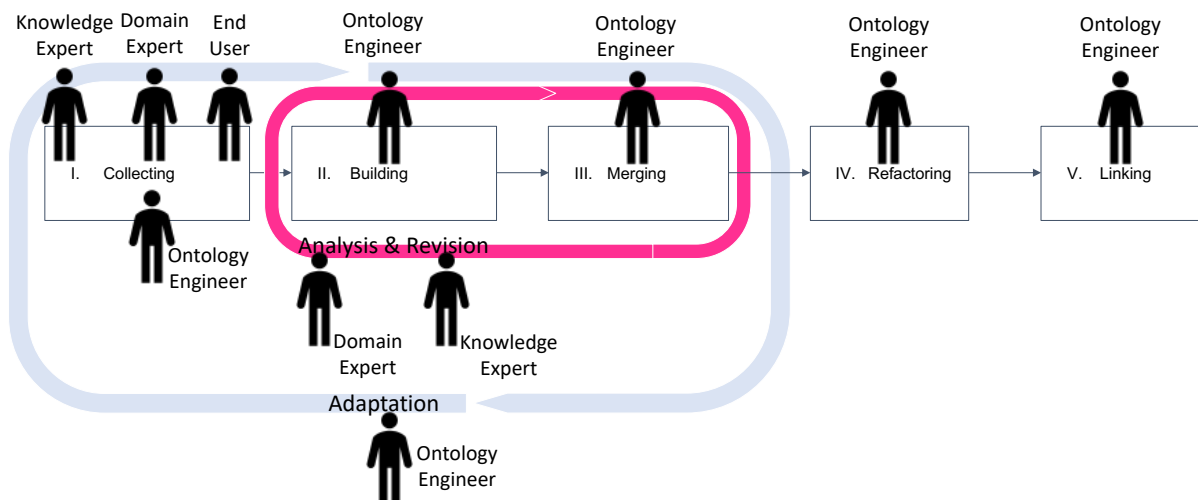 Knowledge
Expert
Domain
Expert
End
User
Ontology
Engineer
Ontology
Engineer
Ontology
Engineer
Ontology
Engineer
I. Collecting
II. Building
III. Merging
IV. Refactoring
V. Linking
Ontology
Engineer
Analysis & Revision
Domain
Expert
Knowledge
Expert
Adaptation
Ontology
Engineer